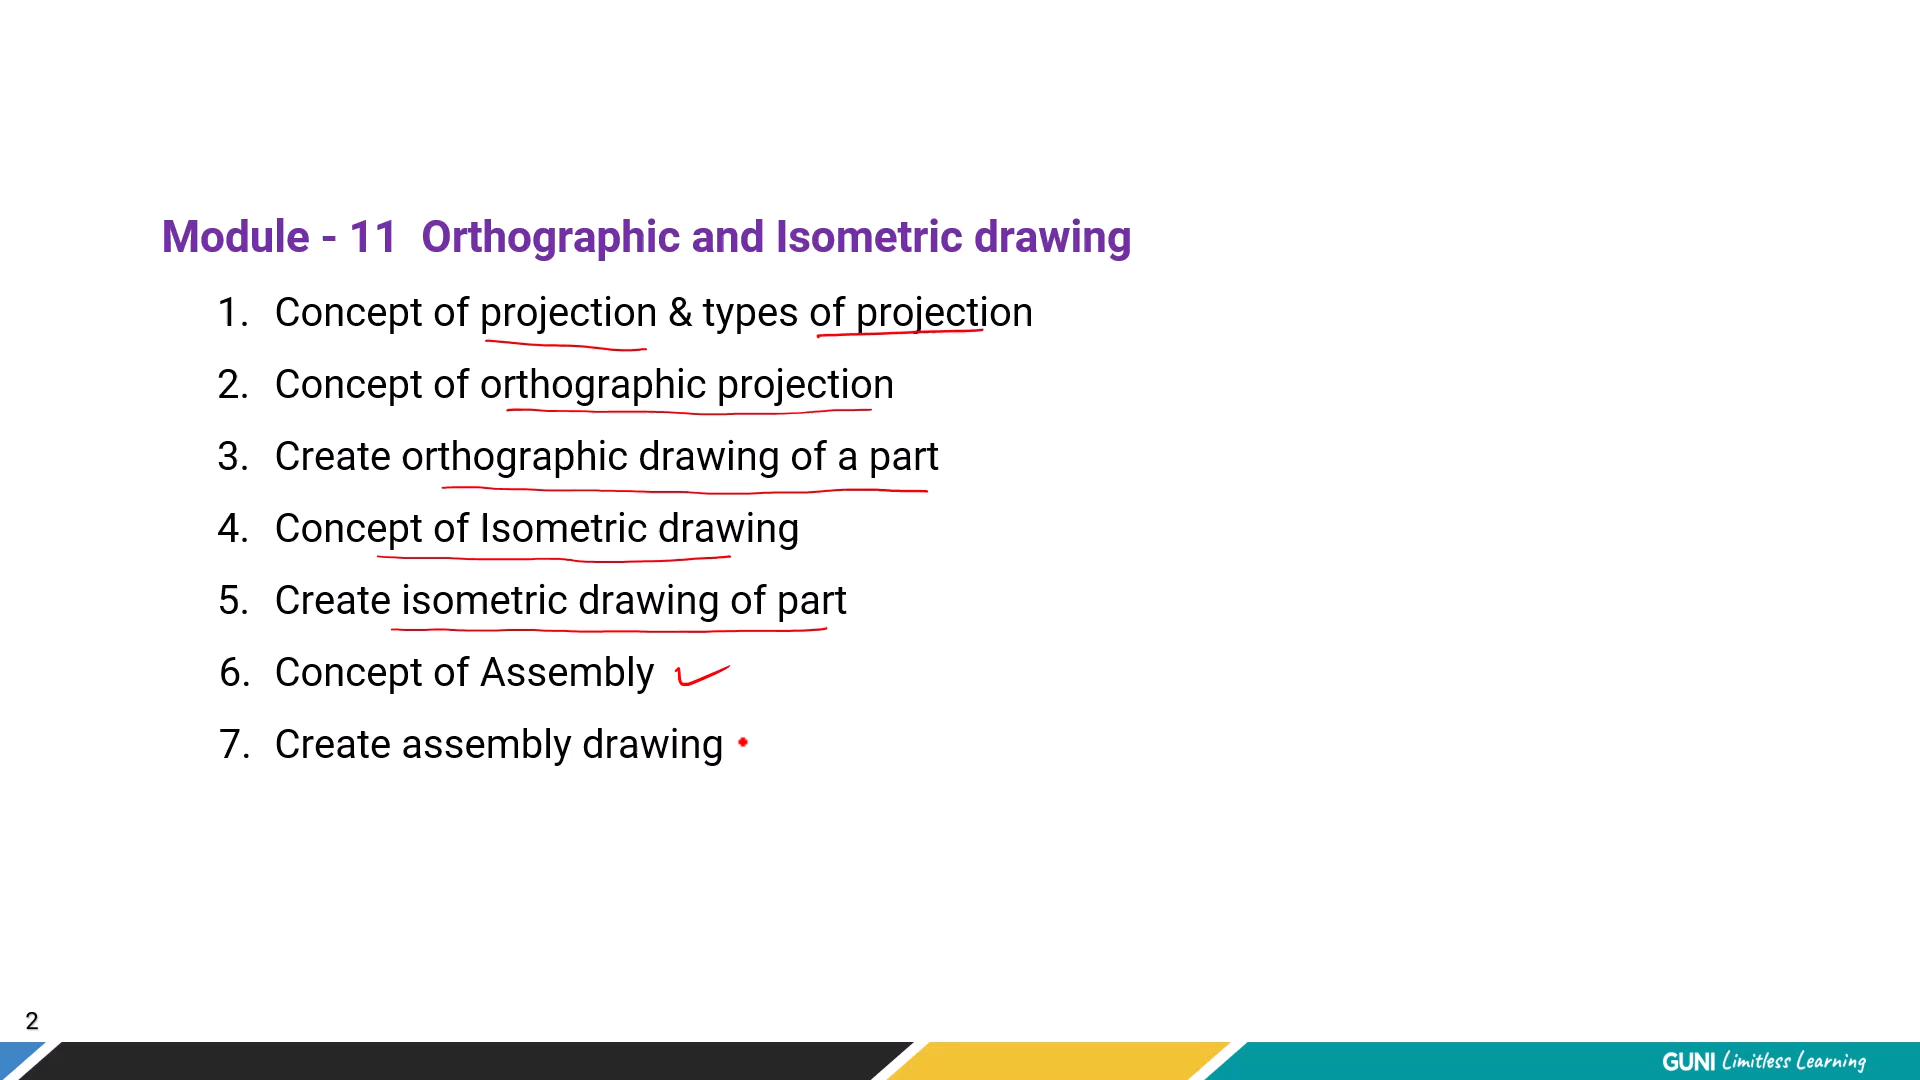 Module - 11 Orthographic and Isometric drawing
1. Concept of projection & types of projection
2. Concept of orthographic projection
3. Create orthographic drawing of a part
4. Concept of Isometric drawing
5. Create isometric drawing of part
6. Concept of Assembly
7. Create assembly drawing
2
GUNI Limitless Learning